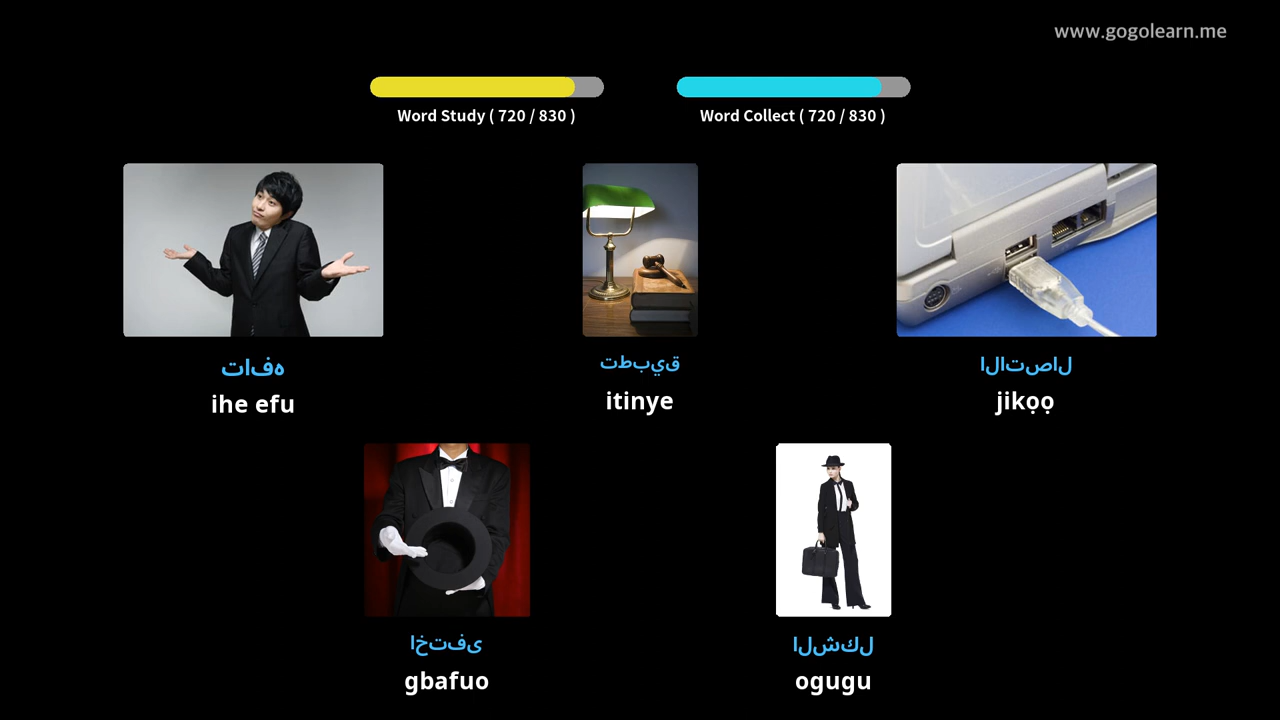 www.gogolearn.me
Word Study ( 720 / 830 )
Word Collect ( 720 / 830 )
تافه
ihe efu
تطبيق
itinye
الاتصال
jikọọ
اختفى
gbafuo
الشكل
ogugu